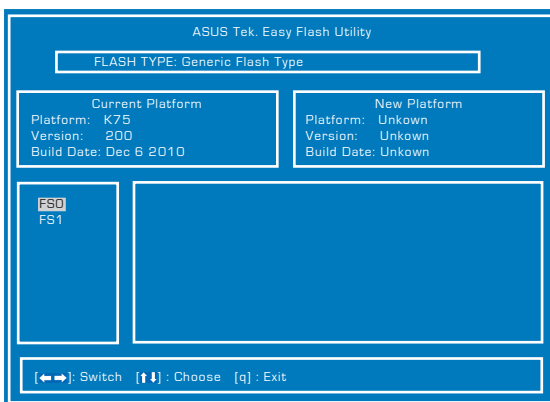 ASUS Tek. Easy Flash Utility
FLASH TYPE: Generic Flash Type
Current Platform
Platform: K75
Version: 200
Build Date: Dec 6 2010
New Platform
Platform: Unkown
Version: Unkown
Build Date: Unkown
FS0
FS1
[←→]: Switch [↑↓] : Choose [q] : Exit